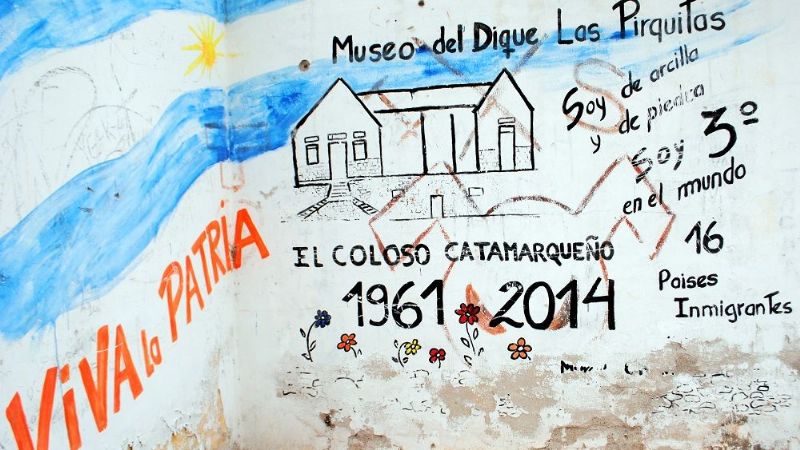 Museo del Dique Las Pirquitas
Soy de arcilla
y de piedra
Soy 3º
en el mundo
16
Paises
Inmigrantes
EL COLOSO CATAMARQUEÑO
1961 2014
VIVA la PATRIA